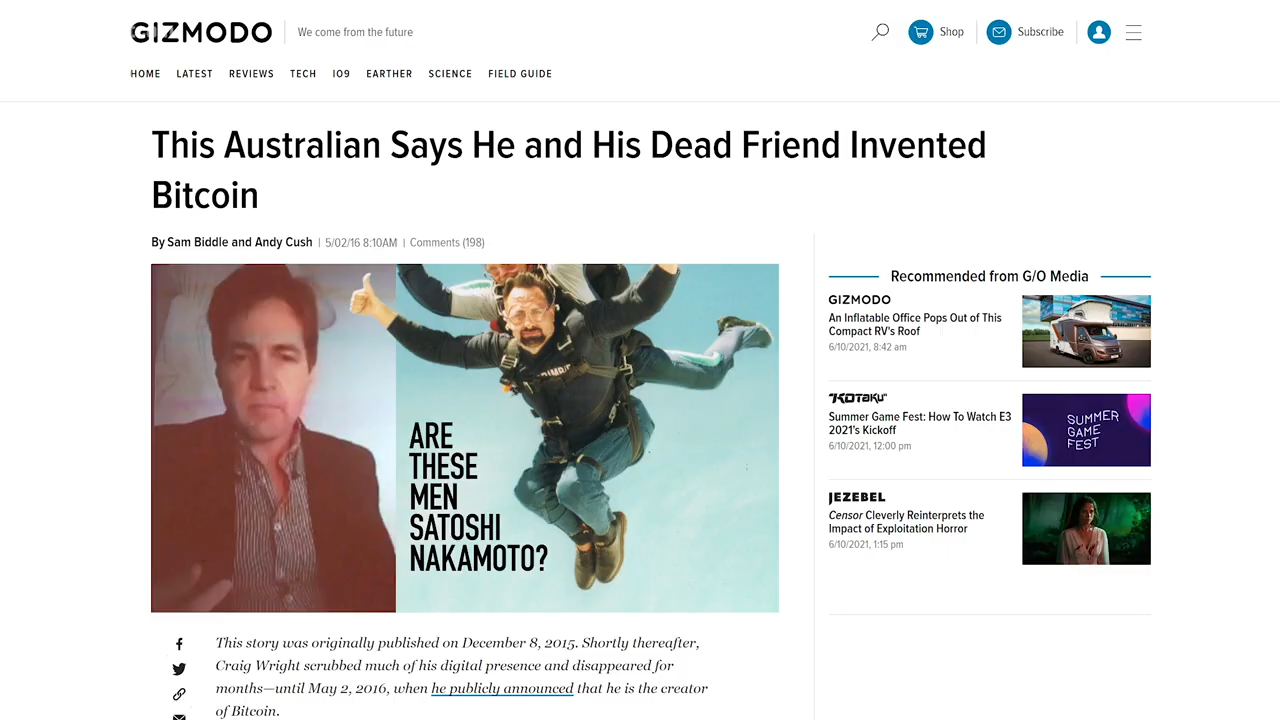 GIZMODO
We come from the future
Shop
Subscribe
HOME
LATEST
REVIEWS
TECH
IO9
EARTHER
SCIENCE
FIELD GUIDE
This Australian Says He and His Dead Friend Invented
Bitcoin
By Sam Biddle and Andy Cush | 5/02/16 8:10AM | Comments (198)
ARE
THESE
MEN
SATOSHI
NAKAMOTO?
This story was originally published on December 8, 2015. Shortly thereafter,
Craig Wright scrubbed much of his digital presence and disappeared for
months—until May 2, 2016, when he publicly announced that he is the creator
of Bitcoin.
Recommended from G/O Media
GIZMODO
An Inflatable Office Pops Out of This
Compact RV's Roof
6/10/2021, 8:42 am
KOTAKU
Summer Game Fest: How To Watch E3
2021's Kickoff
6/10/2021, 12:00 pm
SUMMER
GAME
FEST
JEZEBEL
Censor Cleverly Reinterprets the
Impact of Exploitation Horror
6/10/2021, 1:15 pm